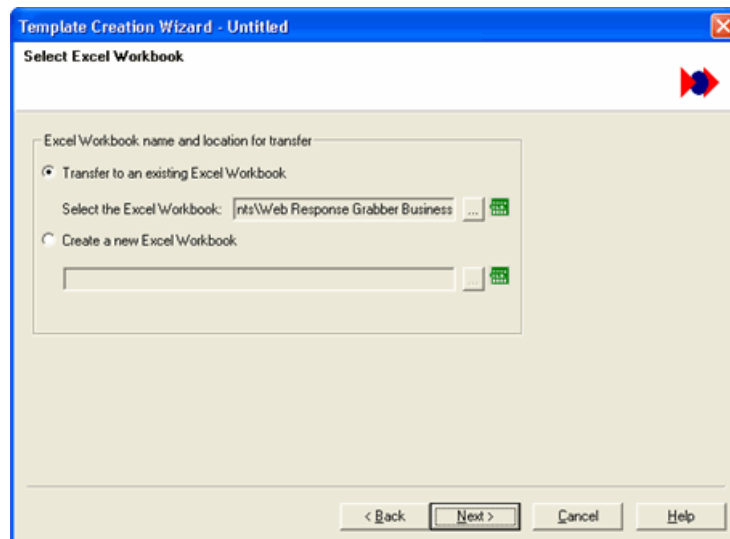 Template Creation Wizard - Untitled
Select Excel Workbook
Excel Workbook name and location for transfer
Transfer to an existing Excel Workbook
Select the Excel Workbook: nts\Web Response Grabber Business ...
Create a new Excel Workbook
...
< Back Next > Cancel Help